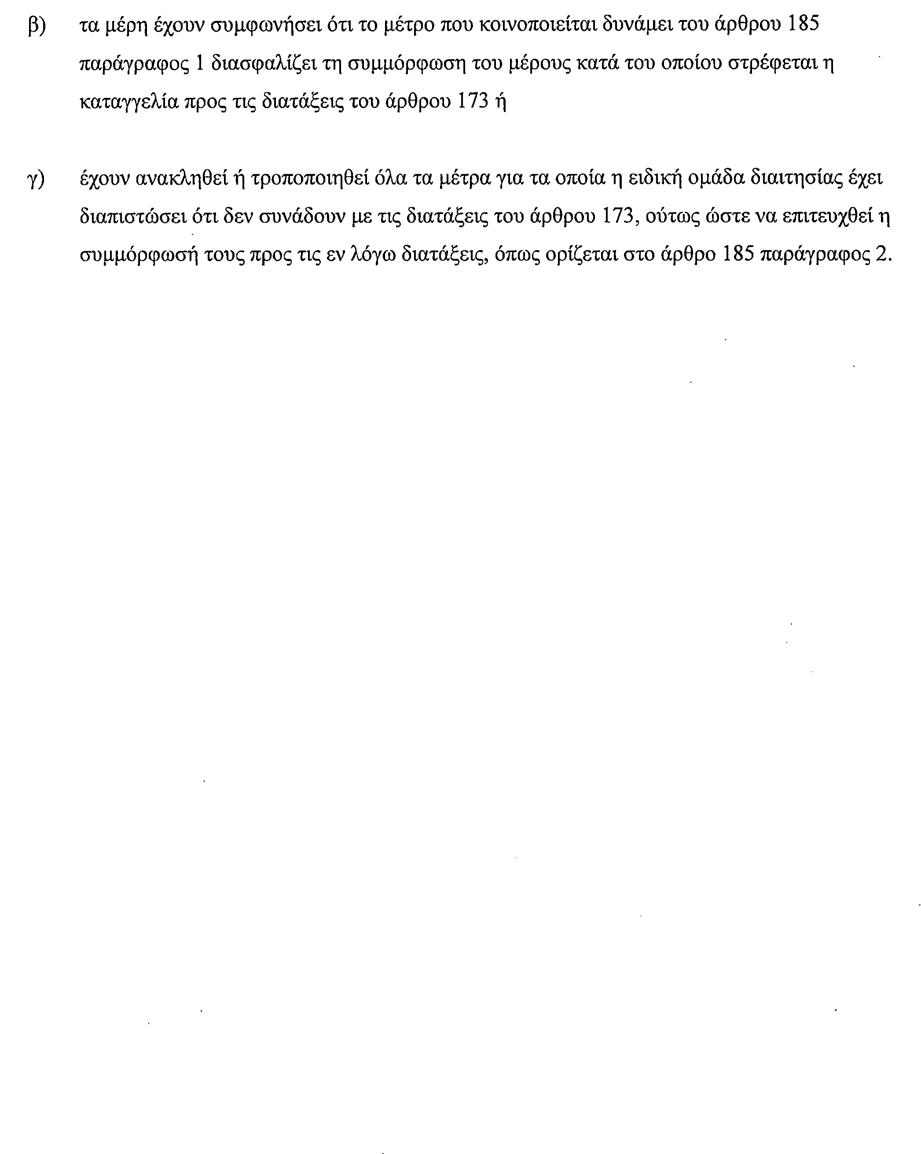 β) τα μέρη έχουν συμφωνήσει ότι το μέτρο που κοινοποιείται δυνάμει του άρθρου 185
παράγραφος 1 διασφαλίζει τη συμμόρφωση του μέρους κατά του οποίου στρέφεται η
καταγγελία προς τις διατάξεις του άρθρου 173 ή
γ) έχουν ανακληθεί ή τροποποιηθεί όλα τα μέτρα για τα οποία η ειδική ομάδα διαιτησίας έχει
διαπιστώσει ότι δεν συνάδουν με τις διατάξεις του άρθρου 173, ούτως ώστε να επιτευχθεί η
συμμόρφωσή τους προς τις εν λόγω διατάξεις, όπως ορίζεται στο άρθρο 185 παράγραφος 2.